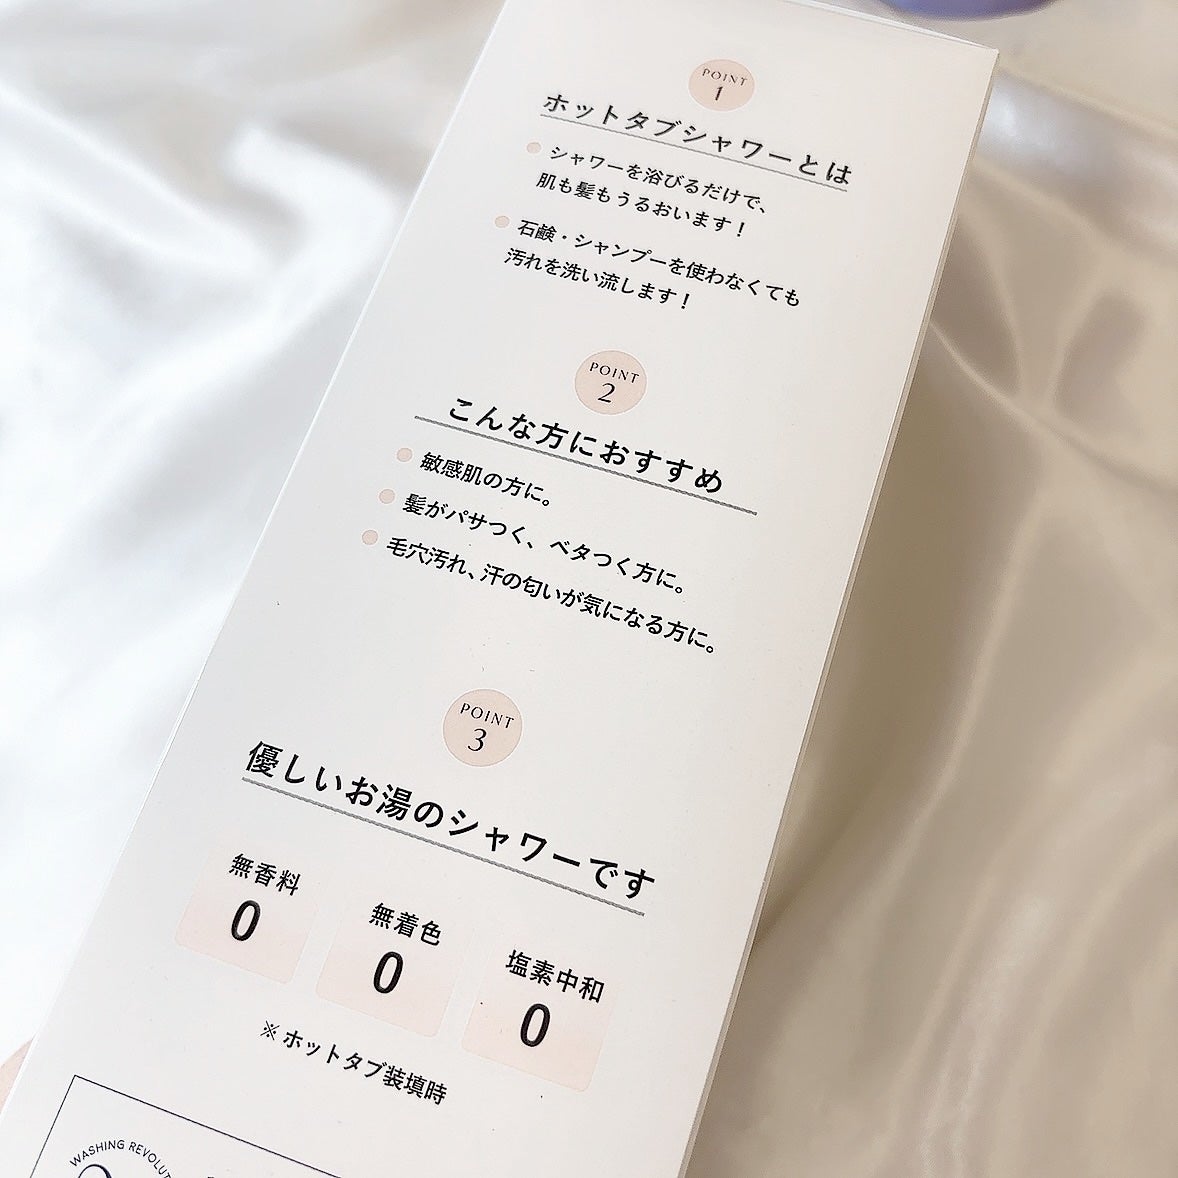 POINT
1
ホットタブシャワーとは
シャワーを浴びるだけで、
肌も髪もうるおいます！
石鹸・シャンプーを使わなくても
汚れを洗い流します！
POINT
2
こんな方におすすめ
敏感肌の方に。
髪がパサつく、ベタつく方に。
毛穴汚れ、汗の匂いが気になる方に。
POINT
3
優しいお湯のシャワーです
無香料
0
無着色
0
塩素中和
0
※ ホットタブ装填時
WASHING